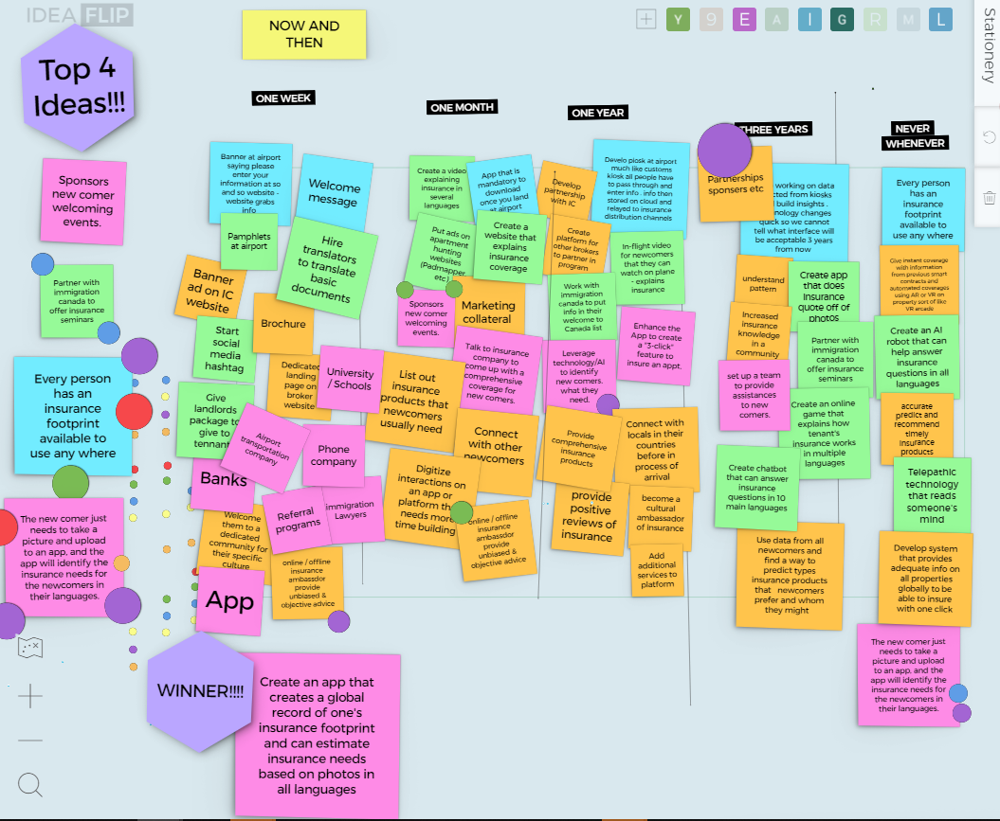 IDEA FLIP
Y 9 E A I G R M L
Stationery
NOW AND
THEN
Top 4
Ideas!!!
Sponsors
new comer
welcoming
events.
Partner with
immigration
canada to
offer insurance
seminars
Every person
has an
insurance
footprint
available to
use any where
The new comer just
needs to take a
picture and upload
to an app, and the
app will identify the
insurance needs for
the newcomers in
their languages.
ONE WEEK
Banner at airport
saying please
enter your
information at so
and so website -
website grabs
info
Welcome
message
Pamphlets
at airport
Hire
translators
to translate
basic
documents
Banner
ad on IC
website
Brochure
Start
social
media
hashtag
Dedicated
landing
page on
broker
website
University
/ Schools
Give
landlords
package to
give to
tennant
Airport
transportation
company
Phone
company
Banks
Referral
programs
immigration
Lawyers
Welcome
them to a
dedicated
community for
their specific
culture
online / offline
insurance
ambassdor
provide
unbiased &
objective advice
App
ONE MONTH
Create a video
explaining
insurance in
several
languages
App that is
mandatory to
download
once you land
at airport
Put ads on
apartment
hunting
websites
(Padmapper
etc)
Create a
website that
explains
insurance
coverage
Sponsors
new comer
events.
Marketing
collateral
Talk to insurance
company to
come up with a
comprehensive
coverage for
new comers.
List out
insurance
products that
newcomers
usually need
Connect
with other
newcomers
Digitize
interactions on
an app or
platform tha
needs more
time building
online / offline
insurance
ambassdor
provide
unbiased &
objective advice
ONE YEAR
Develop
partnership
with IC
Develo piosk at airport
much like customs
kiosk all people have
to pass through and
enter info . info then
stored on cloud and
relayed to insurance
distribution channels
Create
platform for
other brokers
to partner in
program
In-flight video
for newcomers
that they can
watch on plane
- explains
insurance
Work with
immigration
canada to put
info in their
welcome to
Canada list
Enhance the
App to create
a "3-click"
feature to
insure an appt.
Leverage
technology/AI
to identify
new comers.
what they
need.
Provide
comprehensive
insurance
products
Connect with
locals in their
countries
before in
process of
arrival
provide
positive
reviews of
insurance
become a
cultural
ambassador
of insurance
Add
additional
services to
platform
THREE YEARS
Partnerships
sponsors etc
working on data
cted from kiosks
build insights .
nology changes
quick so we cannot
tell what interface will
be acceptable 3 years
from now
understand
pattern
Create app
that does
insurance
quote off of
photos
Increased
insurance
knowledge
in a
community
Partner with
immigration
canada to
offer insurance
seminars
set up a team
to provide
assistances
to new
comers.
Create an online
game that
explains how
tenant's
insurance works
in multiple
languages
Create chatbot
that can answer
insurance
questions in 10
main languages
Use data from all
newcomers and
find a way to
predict types
insurance products
that newcomers
prefer and whom
they might
NEVER
WHENEVER
Every person
has an
insurance
footprint
available to
use any where
Give instant coverage
with information
from previous smart
contracts and
automated coverages
using AR or VR on
property sort of like
VR arcade
Create an AI
robot that can
help answer
insurance
questions in all
languages
accurate
predict and
recommend
timely
insurance
products
Telepathic
technology
that reads
someone's
mind
Develop system
that provides
adequate info on
all properties
globally to be
able to insure
with one click
The new comer just
needs to take a
picture and upload
to an app, and the
app will identify the
insurance needs for
the newcomers in
their languages.
WINNER!!!!
Create an app that
creates a global
record of one's
insurance footprint
and can estimate
insurance needs
based on photos in
all languages